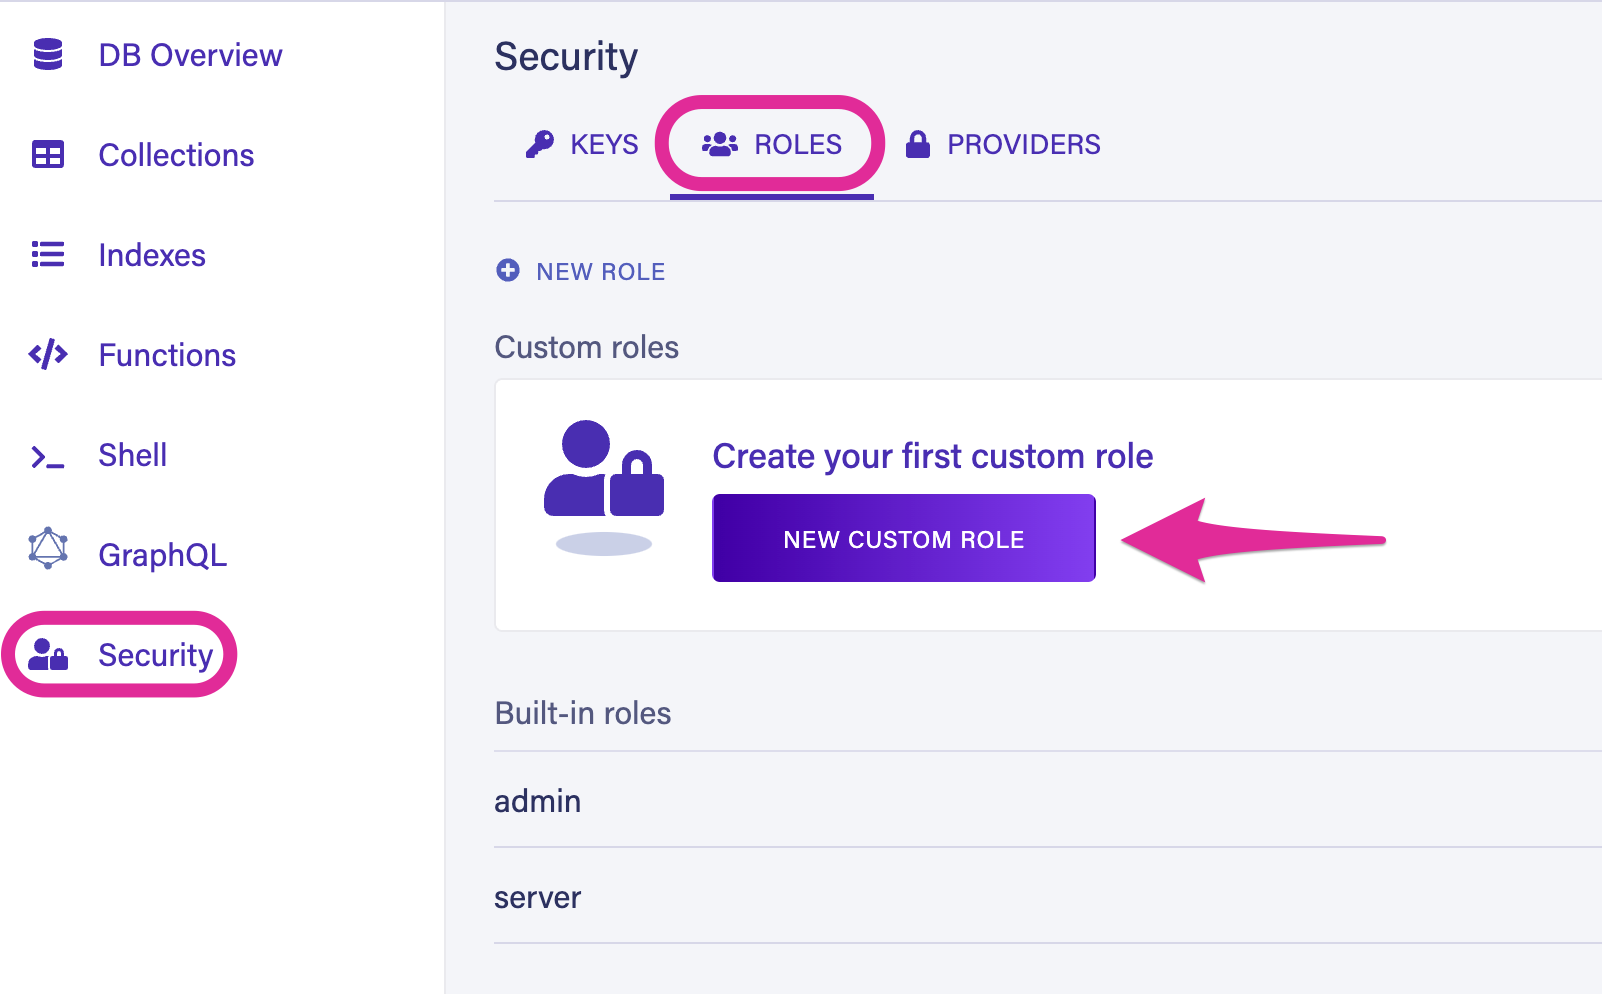 DB Overview
Collections
Indexes
Functions
Shell
GraphQL
Security
Security
KEYS
ROLES
PROVIDERS
NEW ROLE
Custom roles
Create your first custom role
NEW CUSTOM ROLE
Built-in roles
admin
server